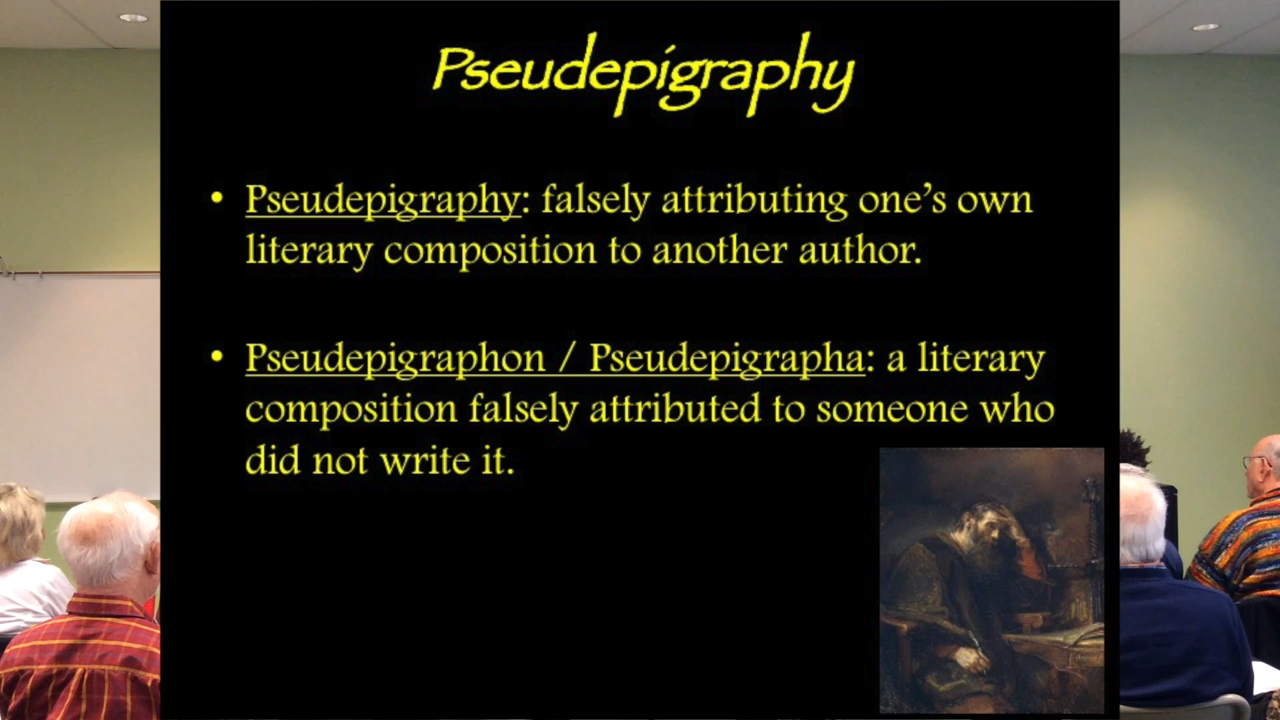 Pseudepigraphy
• Pseudepigraphy: falsely attributing one’s own
literary composition to another author.
• Pseudepigraphon / Pseudepigrapha: a literary
composition falsely attributed to someone who
did not write it.